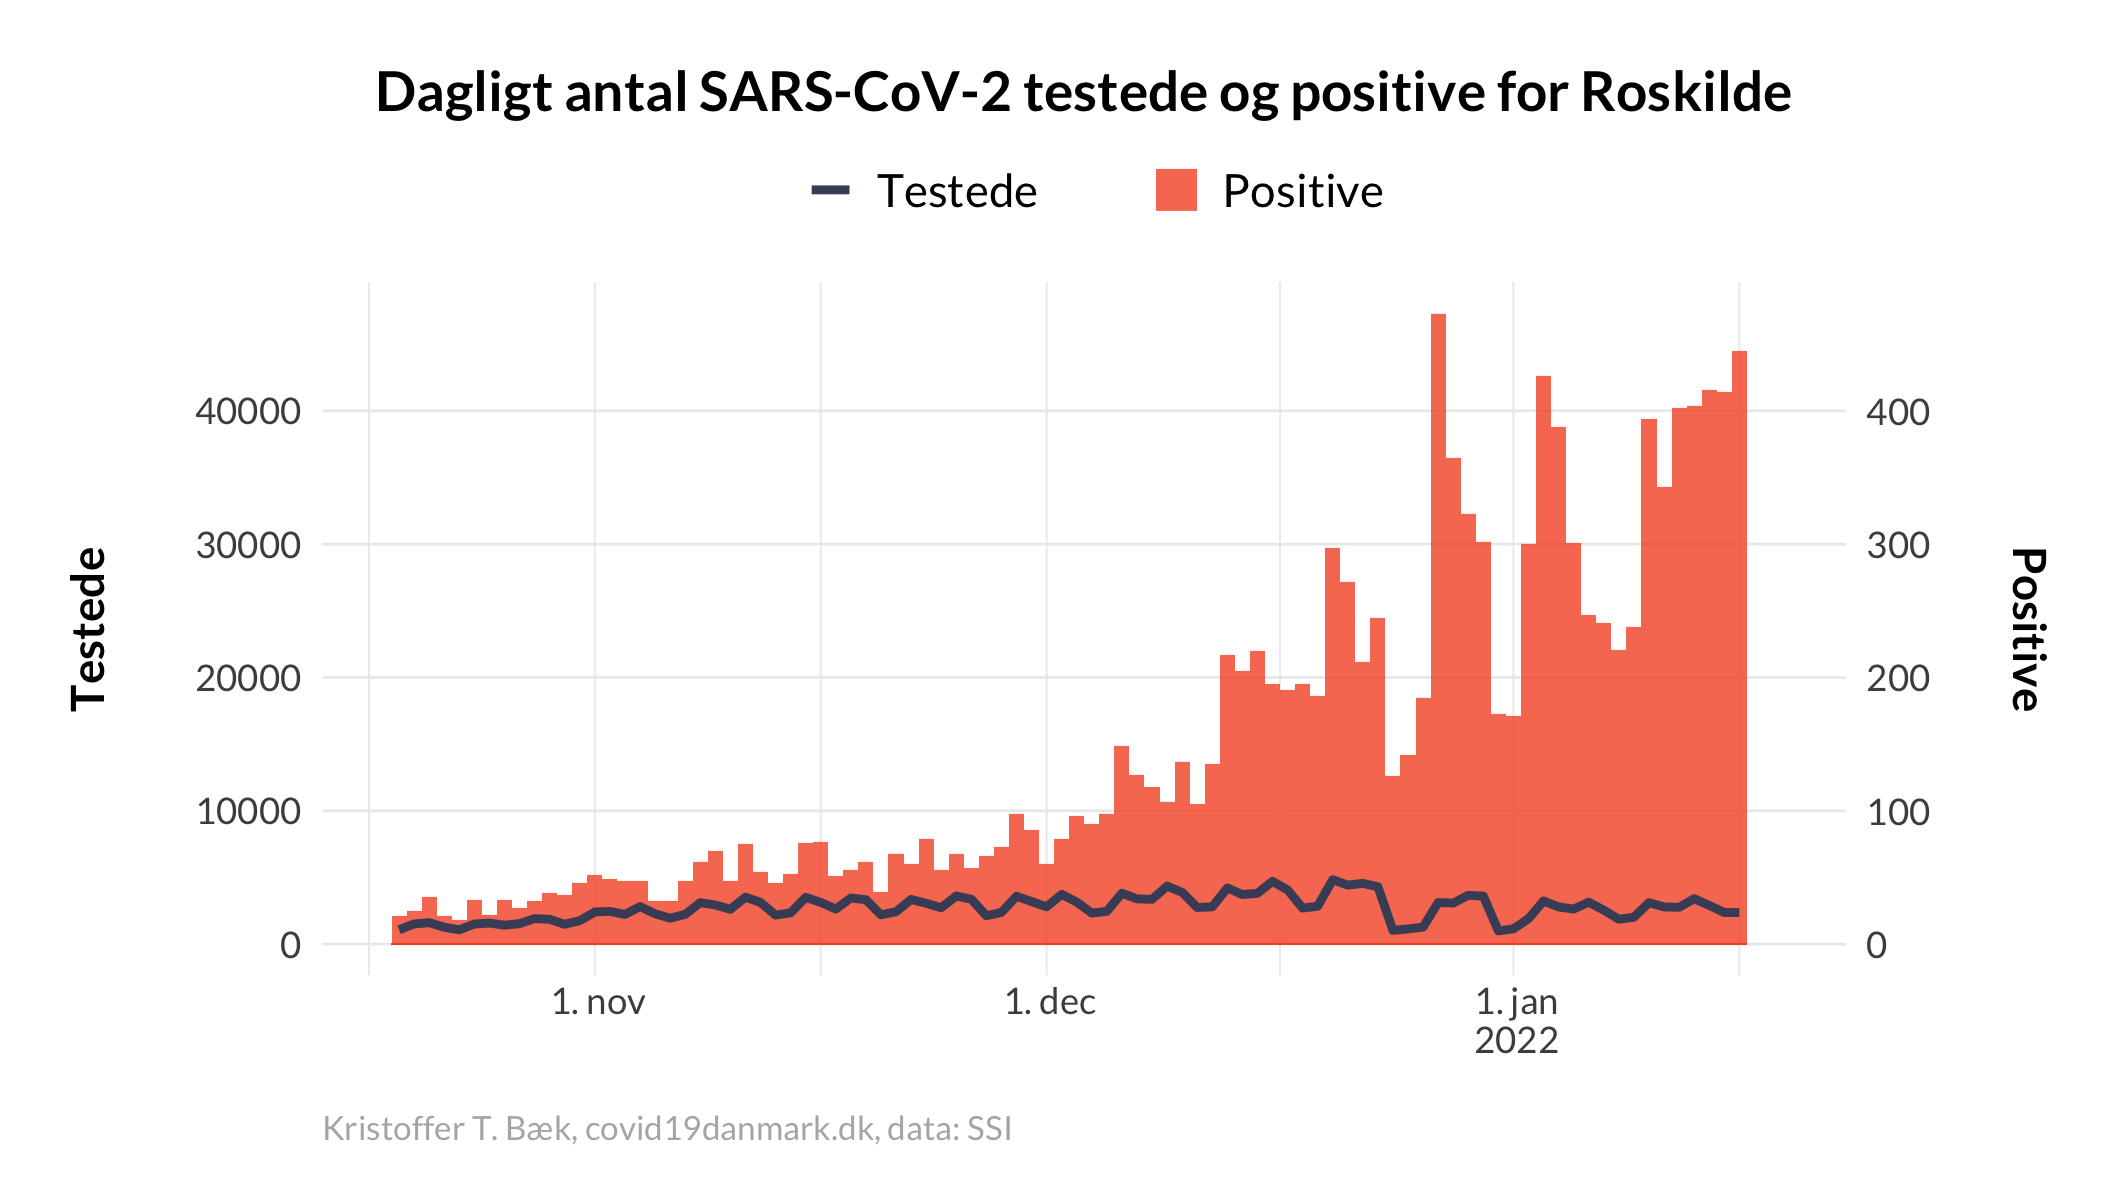 Dagligt antal SARS-CoV-2 testede og positive for Roskilde
Testede
Positive
Testede
40000
30000
20000
10000
0
400
300
200
100
0
Positive
1. nov
1. dec
1. jan
2022
Kristoffer T. Bæk, covid19danmark.dk, data: SSI